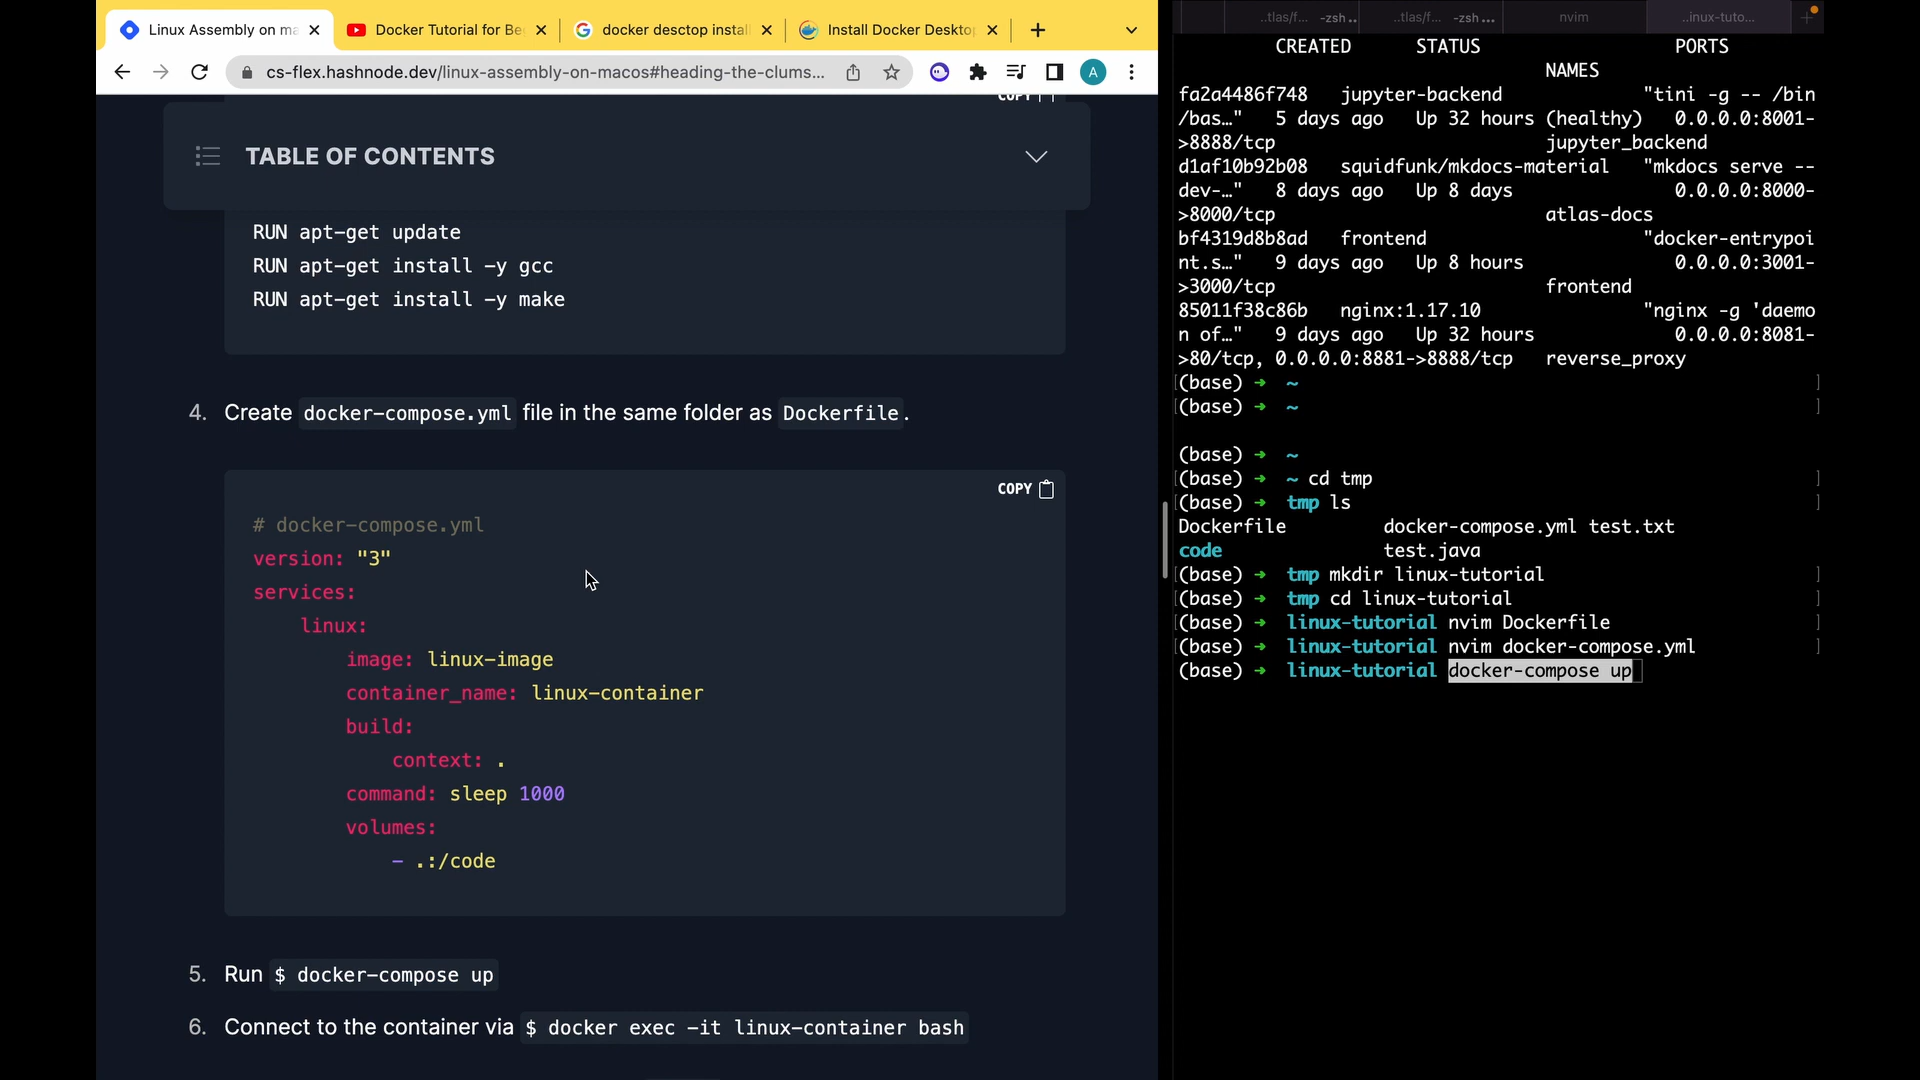 Linux Assembly on ma
Docker Tutorial for Be
docker desctop instal
Install Docker Desktop
cs-flex.hashnode.dev/linux-assembly-on-macos#heading-the-clums...
A
COPY
TABLE OF CONTENTS
RUN apt-get update
RUN apt-get install -y gcc
RUN apt-get install -y make
4. Create docker-compose.yml file in the same folder as Dockerfile.
COPY
# docker-compose.yml
version: "3"
services:
linux:
image: linux-image
container_name: linux-container
build:
context: .
command: sleep 1000
volumes:
- .:/code
5. Run $ docker-compose up
6. Connect to the container via $ docker exec -it linux-container bash
..tlas/f... -zsh ..
..tlas/f... -zsh ...
nvim
..inux-tuto...
CREATED STATUS PORTS
NAMES
fa2a4486f748 jupyter-backend "tini -g -- /bin
/bas…" 5 days ago Up 32 hours (healthy) 0.0.0.0:8001-
>8888/tcp jupyter_backend
d1af10b92b08 squidfunk/mkdocs-material "mkdocs serve --
dev-…" 8 days ago Up 8 days 0.0.0.0:8000-
>8000/tcp atlas-docs
bf4319d8b8ad frontend "docker-entrypoi
nt.s…" 9 days ago Up 8 hours 0.0.0.0:3001-
>3000/tcp frontend
85011f38c86b nginx:1.17.10 "nginx -g 'daemo
n of…" 9 days ago Up 32 hours 0.0.0.0:8081-
>80/tcp, 0.0.0.0:8881->8888/tcp reverse_proxy
[(base) ➜ ~ ]
[(base) ➜ ~ ]
(base) ➜ ~
[(base) ➜ ~ cd tmp ]
[(base) ➜ tmp ls ]
Dockerfile docker-compose.yml test.txt
code test.java
[(base) ➜ tmp mkdir linux-tutorial ]
[(base) ➜ tmp cd linux-tutorial ]
[(base) ➜ linux-tutorial nvim Dockerfile ]
[(base) ➜ linux-tutorial nvim docker-compose.yml ]
(base) ➜ linux-tutorial docker-compose up